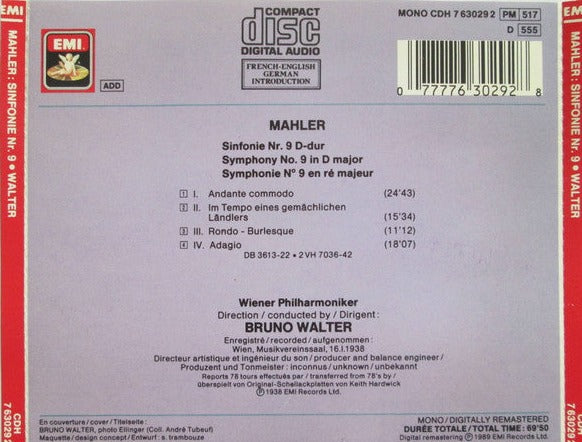 EMI
MAHLER: SINFONIE Nr. 9 • WALTER
CDH
7 63029 2
EMI
ADD
COMPACT
disc
DIGITAL AUDIO
FRENCH-ENGLISH
GERMAN
INTRODUCTION
MONO CDH 7 63029 2
PM 517
D 555
0 77776 30292 8
MAHLER
Sinfonie Nr. 9 D-dur
Symphony No. 9 in D major
Symphonie N° 9 en ré majeur
1 I. Andante commodo (24'43)
2 II. Im Tempo eines gemächlichen
Ländlers (15'34)
3 III. Rondo - Burlesque (11'12)
4 IV. Adagio (18'07)
DB 3613-22 • 2 VH 7036-42
Wiener Philharmoniker
Direction / conducted by / Dirigent:
BRUNO WALTER
Enregistré / recorded / aufgenommen:
Wien, Musikvereinssaal, 16.I.1938
Directeur artistique et ingénieur du son / producer and balance engineer /
Produzent und Tonmeister: inconnus / unknown / unbekannt
Reports 78 tours effectués par / transferred from 78's by /
überspielt von Original-Schellackplatten von Keith Hardwick
℗ 1938 EMI Records Ltd.
En couverture / cover / Titelseite:
BRUNO WALTER, photo Ellinger (Coll. André Tubeuf)
Maquette / design concept / Entwurf: s. trambouze
MONO / DIGITALLY REMASTERED
DURÉE TOTALE / TOTAL TIME: 69'50
Digital remastering ℗ 1989 EMI Records Ltd.
EMI
MAHLER: SINFONIE Nr. 9 • WALTER
CDH
7 63029 2